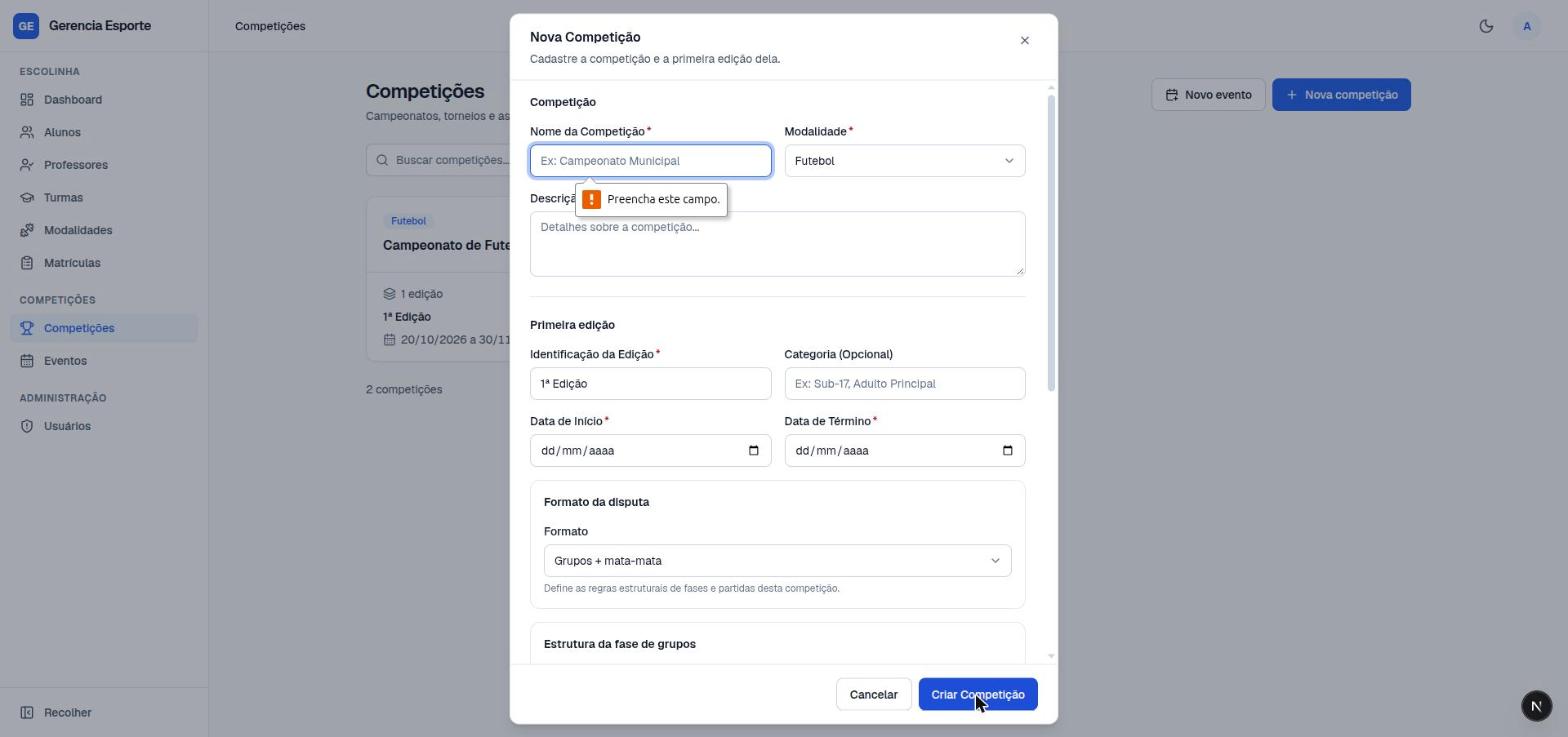 GE Gerencia Esporte
Competições
A
ESCOLINHA
Dashboard
Alunos
Professores
Turmas
Modalidades
Matrículas
COMPETIÇÕES
Competições
Eventos
ADMINISTRAÇÃO
Usuários
Recolher
Competições
Campeonatos, torneios e as
Novo evento
Nova competição
Buscar competições...
Futebol
Campeonato de Fute
1 edição
1ª Edição
20/10/2026 a 30/11
2 competições
Nova Competição
Cadastre a competição e a primeira edição dela.
Competição
Nome da Competição*
Modalidade*
Ex: Campeonato Municipal
Futebol
Preencha este campo.
Descriçã
Detalhes sobre a competição...
Primeira edição
Identificação da Edição*
Categoria (Opcional)
1ª Edição
Ex: Sub-17, Adulto Principal
Data de Início*
Data de Término*
dd/mm/aaaa
dd/mm/aaaa
Formato da disputa
Formato
Grupos + mata-mata
Define as regras estruturais de fases e partidas desta competição.
Estrutura da fase de grupos
Cancelar
Criar Competição
N